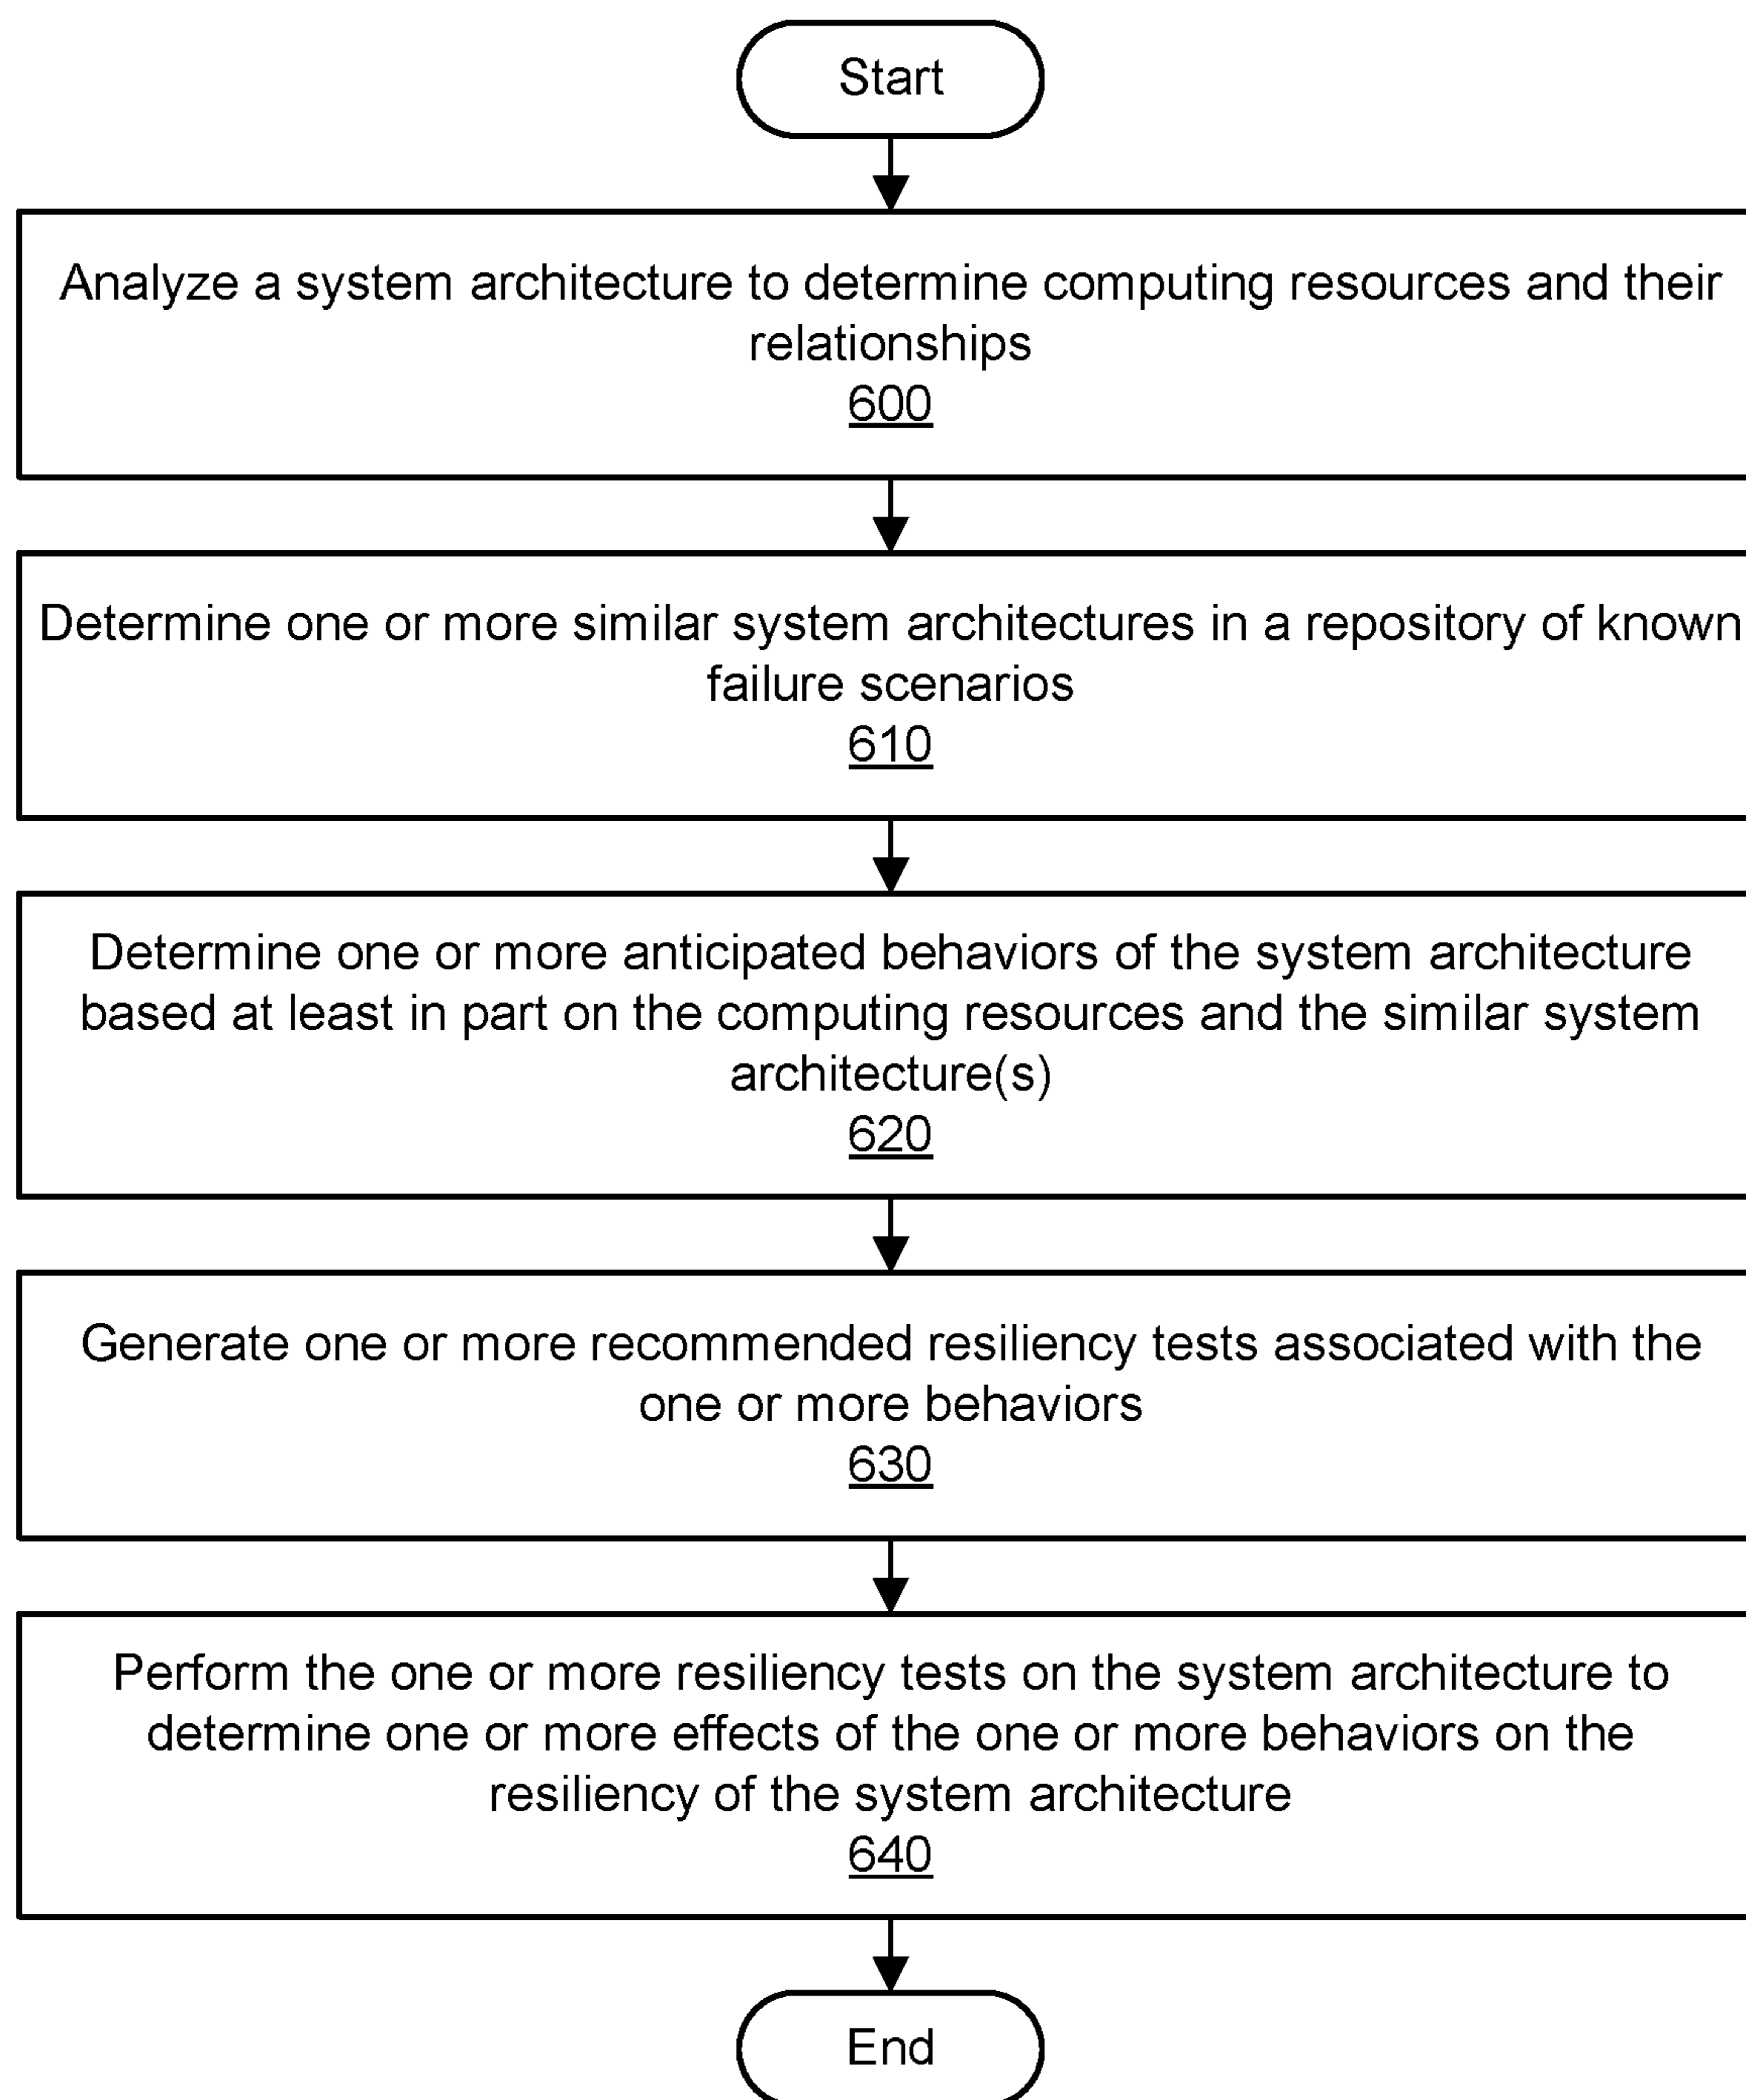 Start
Analyze a system architecture to determine computing resources and their
relationships
600
Determine one or more similar system architectures in a repository of known
failure scenarios
610
Determine one or more anticipated behaviors of the system architecture
based at least in part on the computing resources and the similar system
architecture(s)
620
Generate one or more recommended resiliency tests associated with the
one or more behaviors
630
Perform the one or more resiliency tests on the system architecture to
determine one or more effects of the one or more behaviors on the
resiliency of the system architecture
640
End